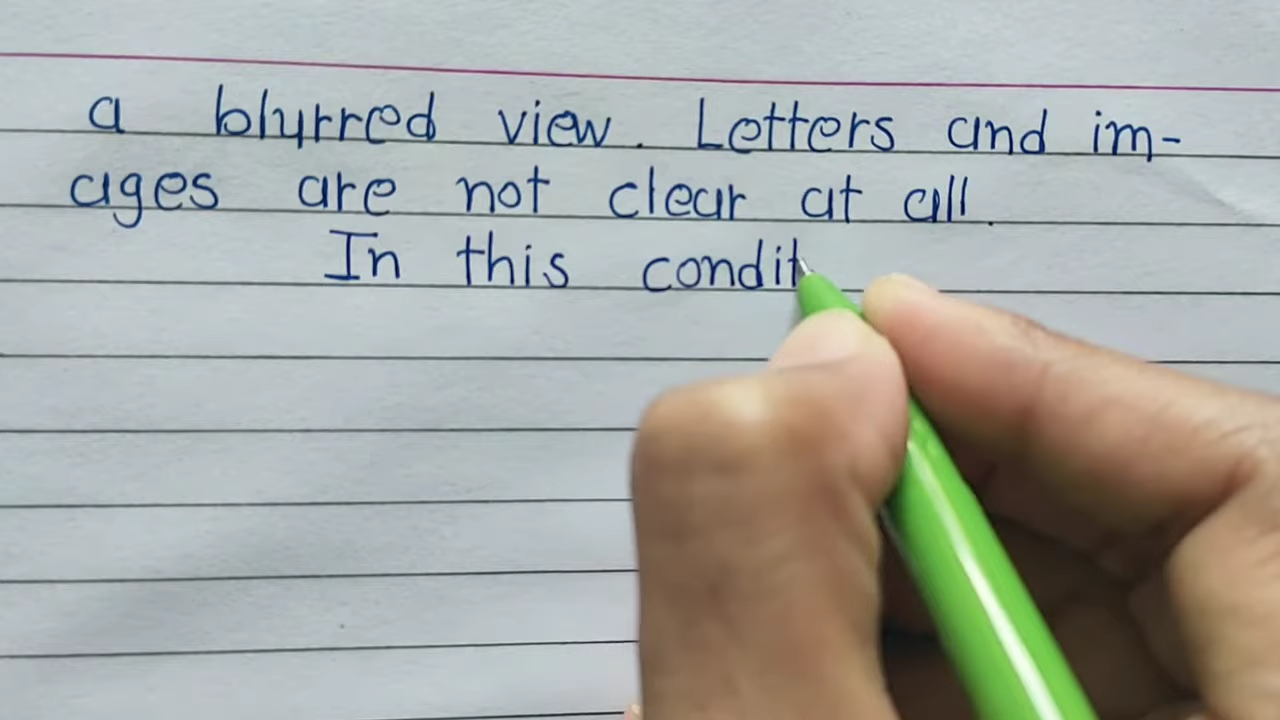 a blurred view. Letters and im-
ages are not clear at all.
In this condit